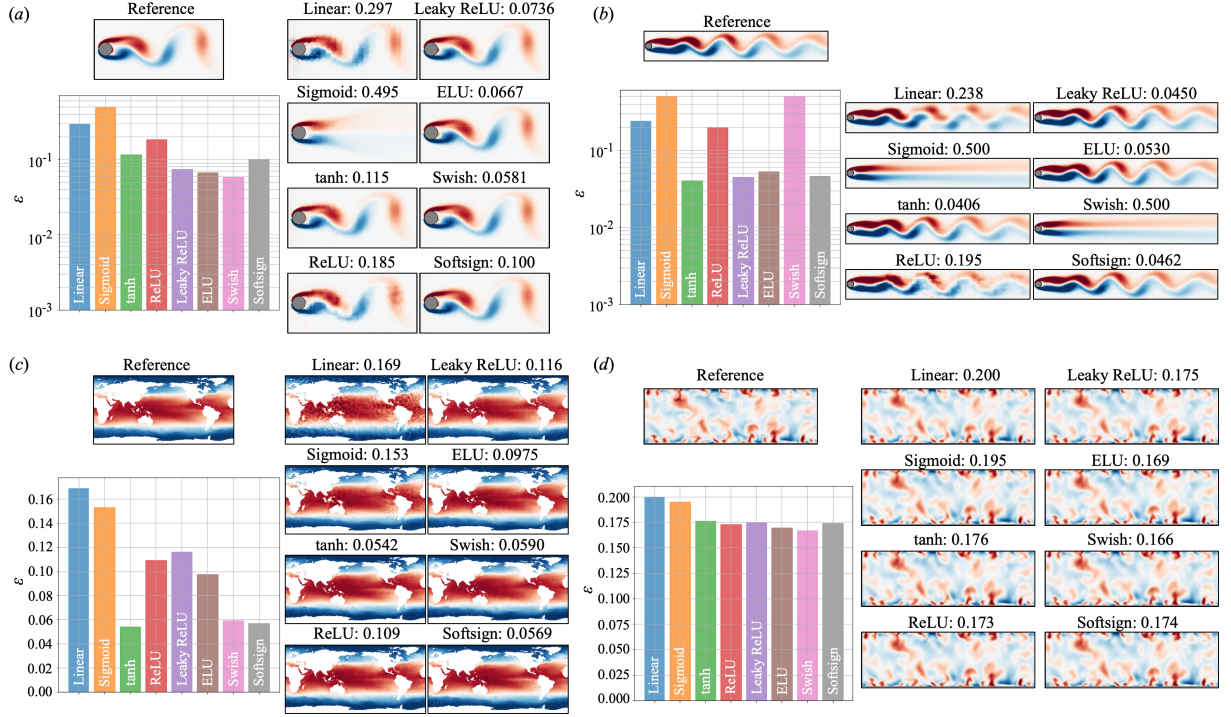 (a)
Reference
Linear: 0.297
Leaky ReLU: 0.0736
Sigmoid: 0.495
ELU: 0.0667
tanh: 0.115
Swish: 0.0581
ReLU: 0.185
Softsign: 0.100
ε
10⁻¹
10⁻²
10⁻³
Linear
Sigmoid
tanh
ReLU
Leaky ReLU
ELU
Swish
Softsign
(b)
Reference
Linear: 0.238
Leaky ReLU: 0.0450
Sigmoid: 0.500
ELU: 0.0530
tanh: 0.0406
Swish: 0.500
ReLU: 0.195
Softsign: 0.0462
ε
10⁻¹
10⁻²
10⁻³
Linear
Sigmoid
tanh
ReLU
Leaky ReLU
ELU
Swish
Softsign
(c)
Reference
Linear: 0.169
Leaky ReLU: 0.116
Sigmoid: 0.153
ELU: 0.0975
tanh: 0.0542
Swish: 0.0590
ReLU: 0.109
Softsign: 0.0569
ε
0.16
0.14
0.12
0.10
0.08
0.06
0.04
0.02
0.00
Linear
Sigmoid
tanh
ReLU
Leaky ReLU
ELU
Swish
Softsign
(d)
Reference
Linear: 0.200
Leaky ReLU: 0.175
Sigmoid: 0.195
ELU: 0.169
tanh: 0.176
Swish: 0.166
ReLU: 0.173
Softsign: 0.174
ε
0.200
0.175
0.150
0.125
0.100
0.075
0.050
0.025
0.000
Linear
Sigmoid
tanh
ReLU
Leaky ReLU
ELU
Swish
Softsign